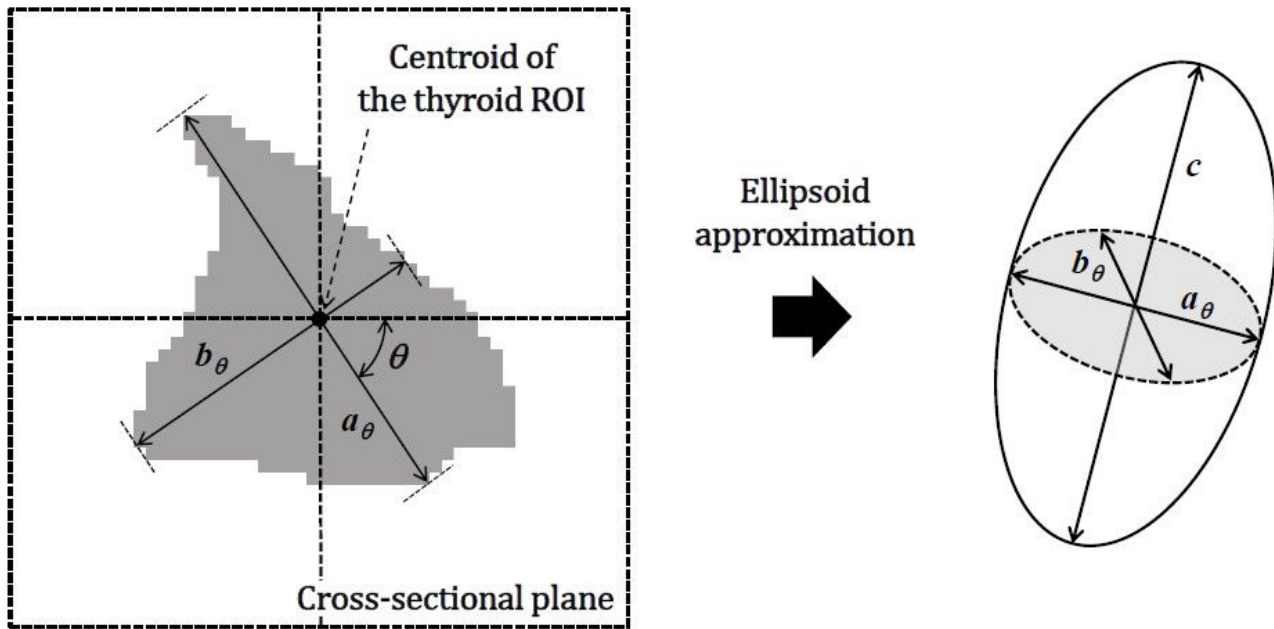 Centroid of
the thyroid ROI
b θ
θ
a θ
Cross-sectional plane
Ellipsoid
approximation
c
b θ
a θ